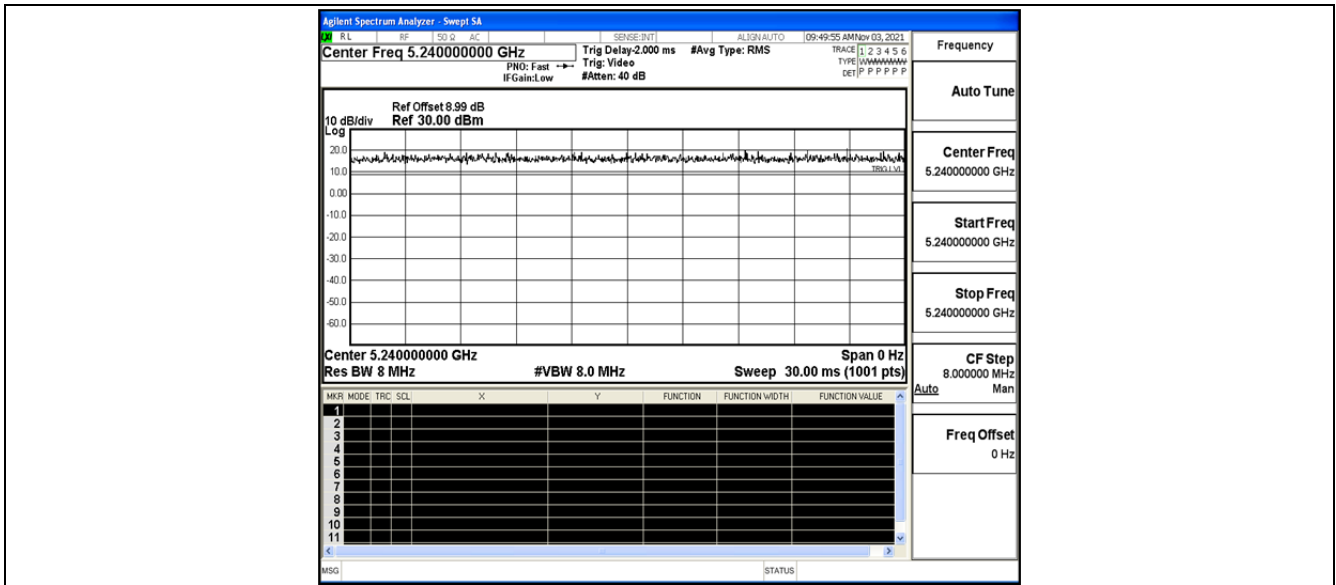 Agilent Spectrum Analyzer - Swept SA
LXI RL RF 50 Ω AC SENSE:INT ALIGNAUTO 09:49:55 AM Nov 03, 2021
Center Freq 5.240000000 GHz
PNO: Fast
IFGain:Low
Trig Delay-2.000 ms
Trig: Video
#Atten: 40 dB
#Avg Type: RMS
TRACE 1 2 3 4 5 6
TYPE WWWWWW
DET P P P P P P
Ref Offset 8.99 dB
10 dB/div Ref 30.00 dBm
Log
20.0
10.0
0.00
-10.0
-20.0
-30.0
-40.0
-50.0
-60.0
TRIG LVL
Center 5.240000000 GHz Span 0 Hz
Res BW 8 MHz #VBW 8.0 MHz Sweep 30.00 ms (1001 pts)
MKR MODE TRC SCL X Y FUNCTION FUNCTION WIDTH FUNCTION VALUE
1
2
3
4
5
6
7
8
9
10
11
MSG STATUS
Frequency
Auto Tune
Center Freq
5.240000000 GHz
Start Freq
5.240000000 GHz
Stop Freq
5.240000000 GHz
CF Step
8.000000 MHz
Auto Man
Freq Offset
0 Hz